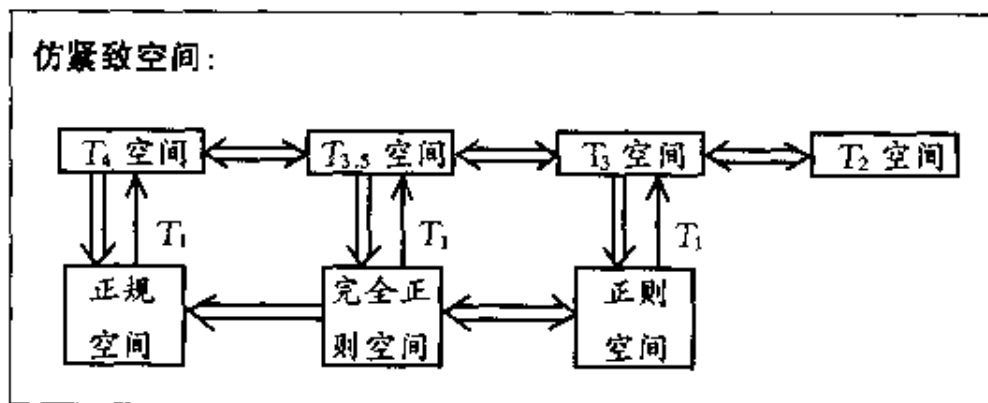 仿紧致空间:
T₄ 空间 T₃.₅ 空间 T₃ 空间 T₂ 空间
T₁ T₁ T₁
正规 完全正 正则
空间 则空间 空间